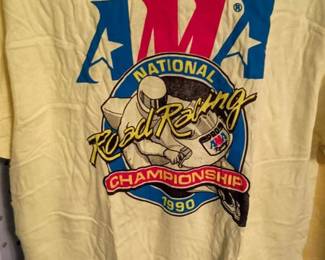 AMA®
NATIONAL
Road Racing
CHAMPIONSHIP
1990